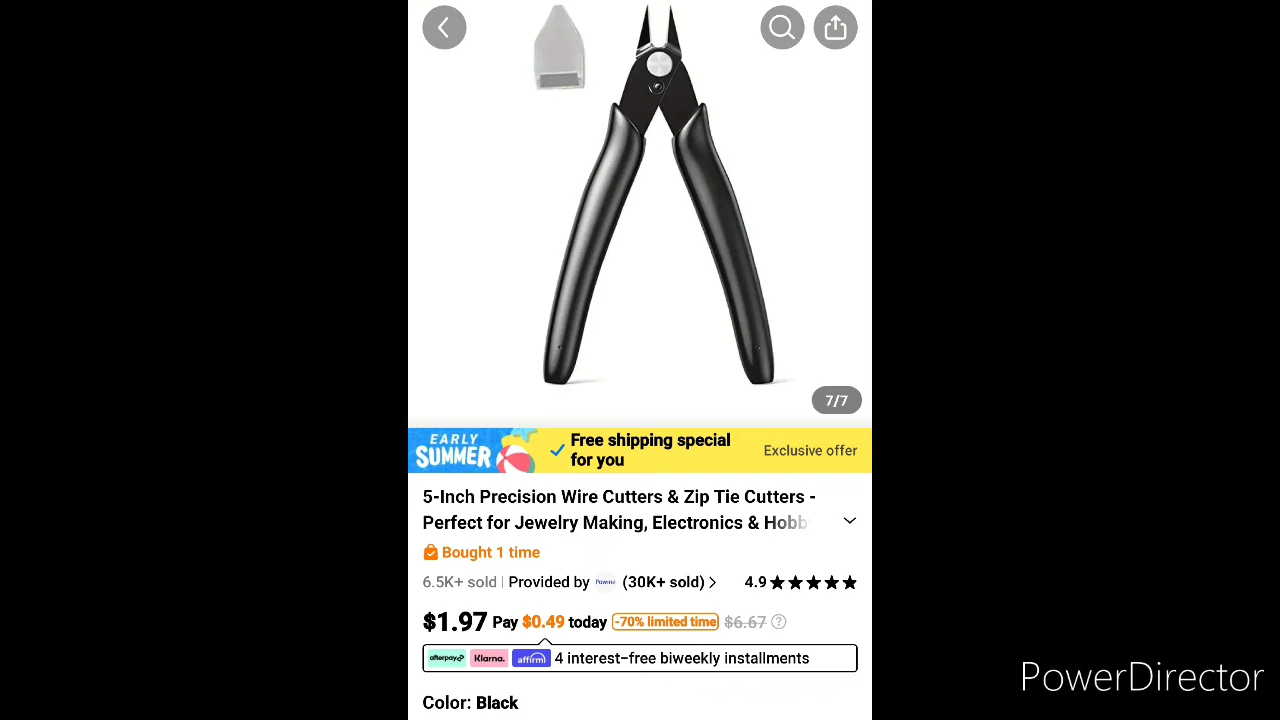 7/7
EARLY
SUMMER
Free shipping special
for you
Exclusive offer
5-Inch Precision Wire Cutters & Zip Tie Cutters -
Perfect for Jewelry Making, Electronics & Hobb
Bought 1 time
6.5K+ sold | Provided by Powme (30K+ sold) > 4.9
$1.97 Pay $0.49 today -70% limited time $6.67 ?
afterpay Klarna. affirm 4 interest-free biweekly installments
Color: Black
PowerDirector